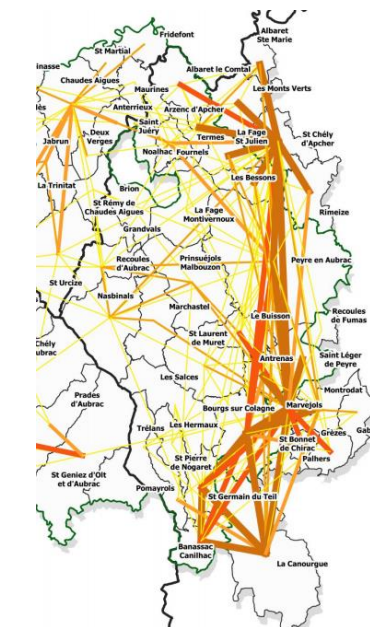 Fridefont
Albaret
Ste Marie
St Martial
Albaret le Comtal
Chaudes Aigues
Maurines
Les Monts Verts
Anterrieux
Arzenc d'Apcher
Saint
Juéry
Termes
La Fage
St Julien
St Chély
d'Apcher
Deux
Verges
Jabrun
Noalhac
Fournels
La Trinitat
Brion
Les Bessons
St Rémy de
Chaudes Aigues
La Fage
Montivernoux
Rimeize
Grandvals
Recoules
d'Aubrac
Prinsuéjols
Malbouzon
Peyre en Aubrac
St Urcize
Nasbinals
Marchastel
Le Buisson
Recoules
de Fumas
St Laurent
de Muret
Antrenas
Saint Léger
de Peyre
Les Salces
Montrodat
Prades
d'Aubrac
Bourgs sur Colagne
Marvejols
Trélans
Les Hermaux
Grèzes
St Bonnet
de Chirac
St Pierre
de Nogaret
Palhers
St Geniez d'Olt
et d'Aubrac
Pomayrols
St Germain du Teil
Banassac
Canilhac
La Canourgue